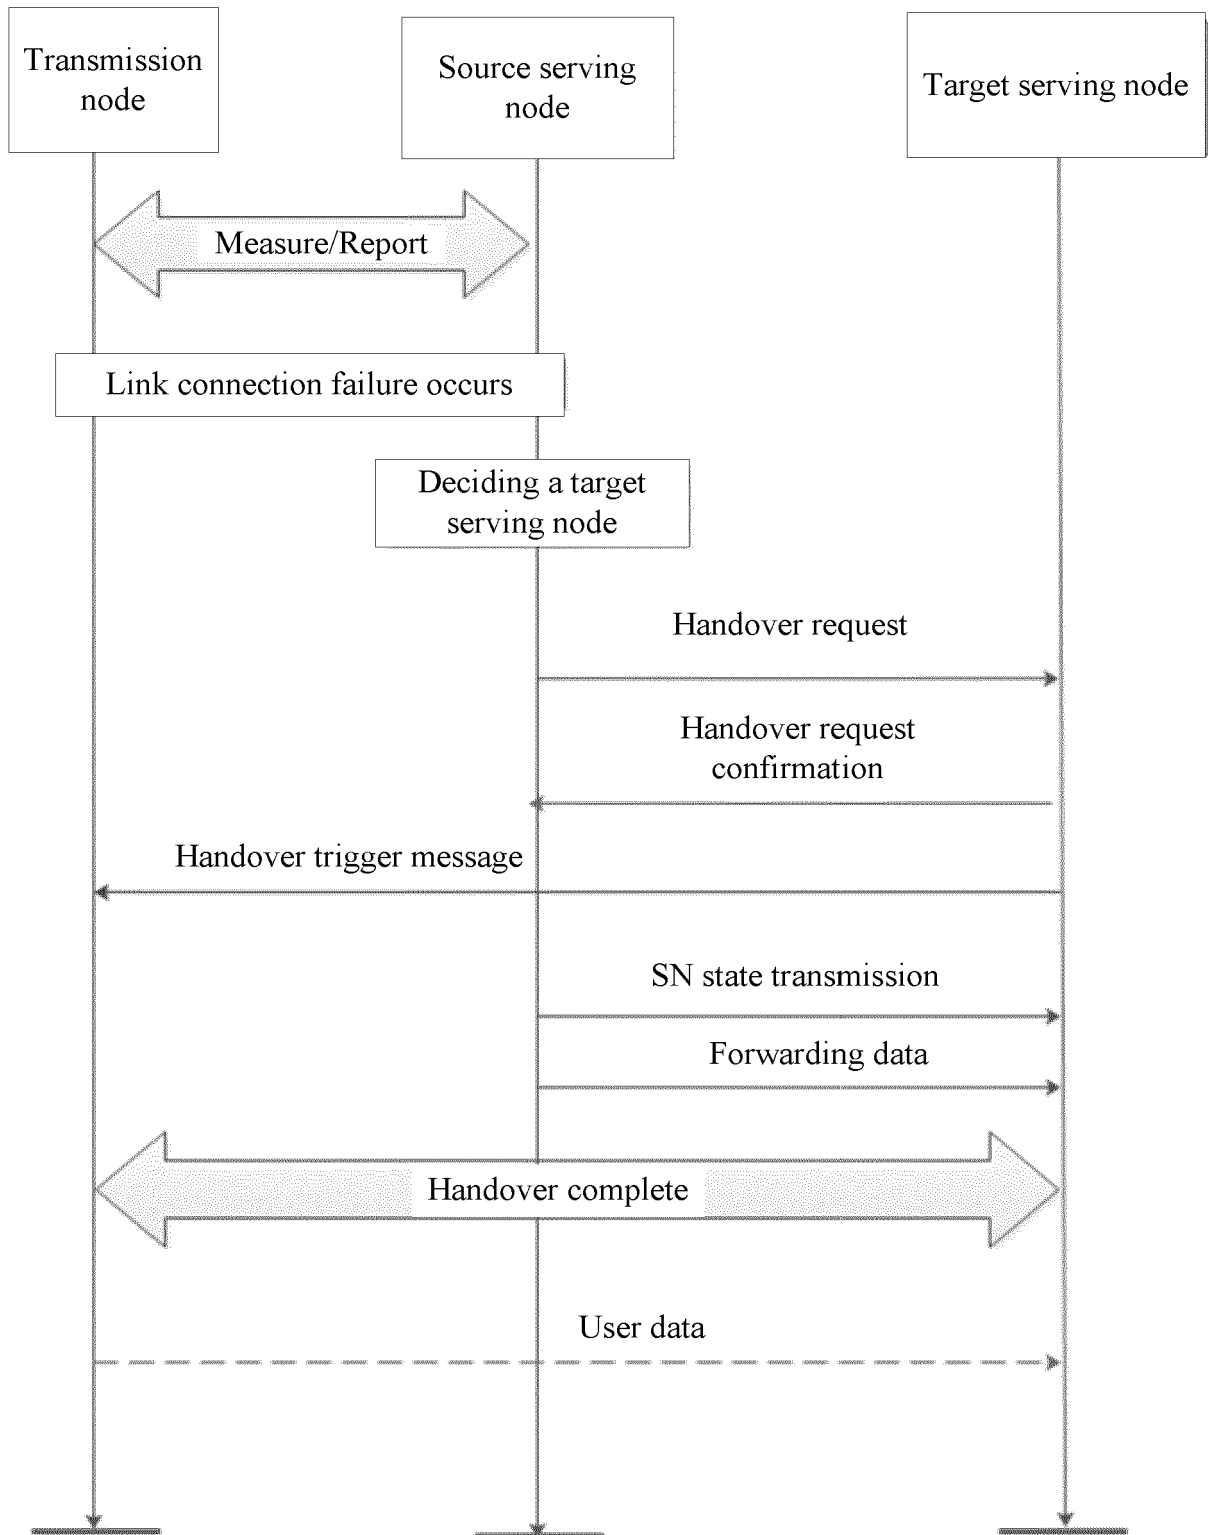 Transmission
node
Source serving
node
Target serving node
Measure/Report
Link connection failure occurs
Deciding a target
serving node
Handover request
Handover request
confirmation
Handover trigger message
SN state transmission
Forwarding data
Handover complete
User data